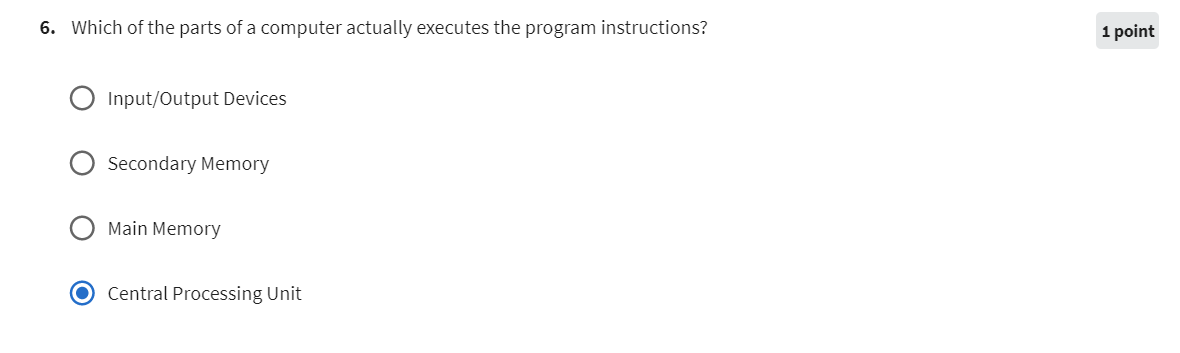 6. Which of the parts of a computer actually executes the program instructions?
1 point
Input/Output Devices
Secondary Memory
Main Memory
Central Processing Unit